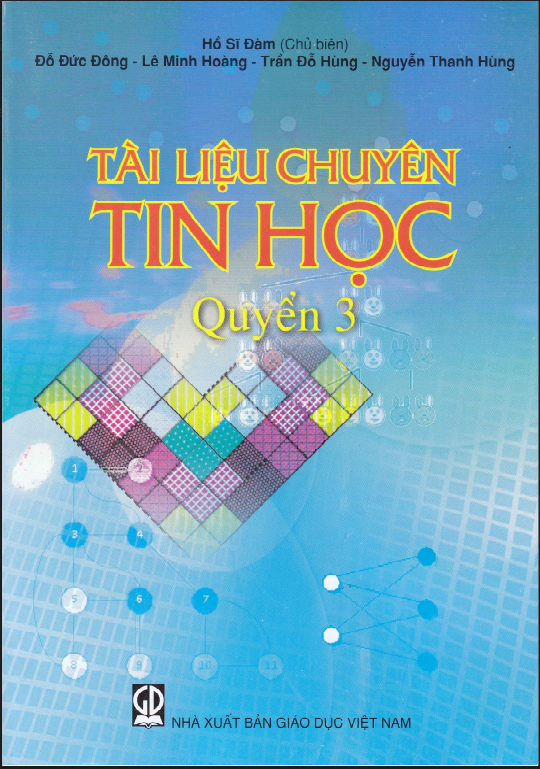 Hồ Sĩ Đàm (Chủ biên)
Đỗ Đức Đông - Lê Minh Hoàng - Trần Đỗ Hùng - Nguyễn Thanh Hùng
TÀI LIỆU CHUYÊN
TIN HỌC
Quyển 3
1 2
3 4
5 6 7
8 9 10 11
GD
NHÀ XUẤT BẢN GIÁO DỤC VIỆT NAM